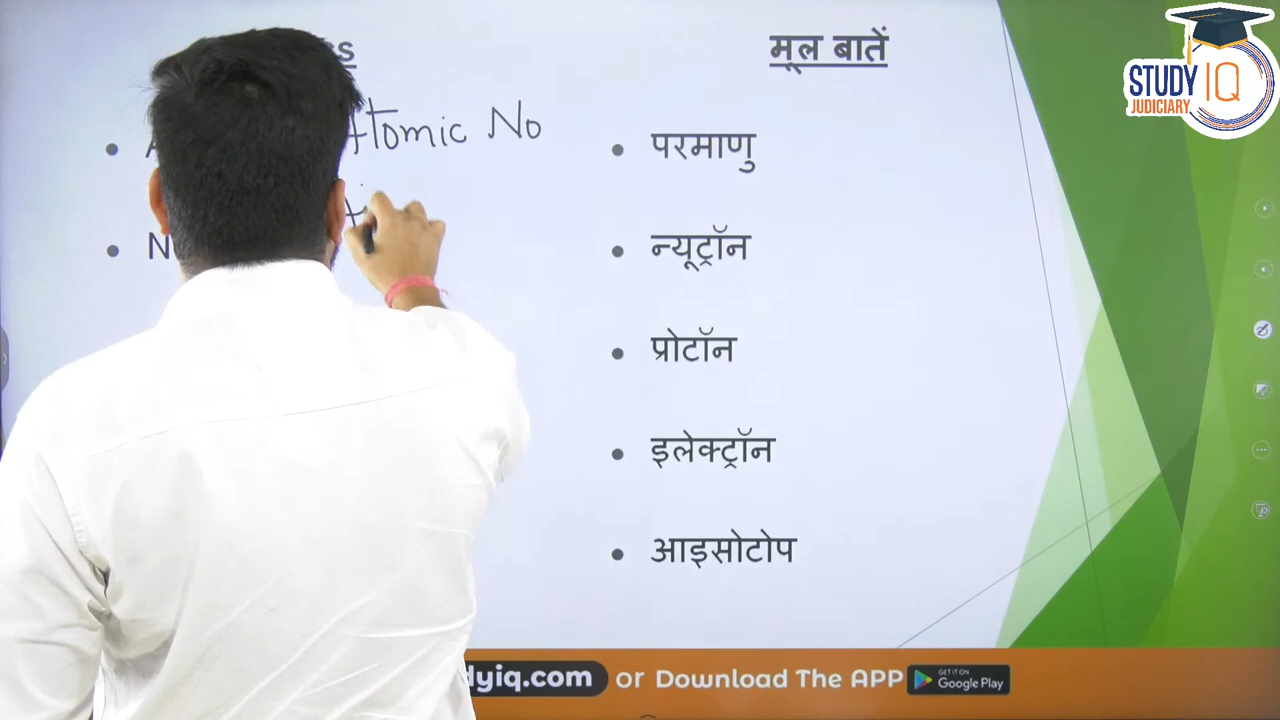 मूल बातें
Atomic No
परमाणु
न्यूट्रॉन
प्रोटॉन
इलेक्ट्रॉन
आइसोटोप
STUDY IQ
JUDICIARY
dyiq.com or Download The APP
GET IT ON
Google Play